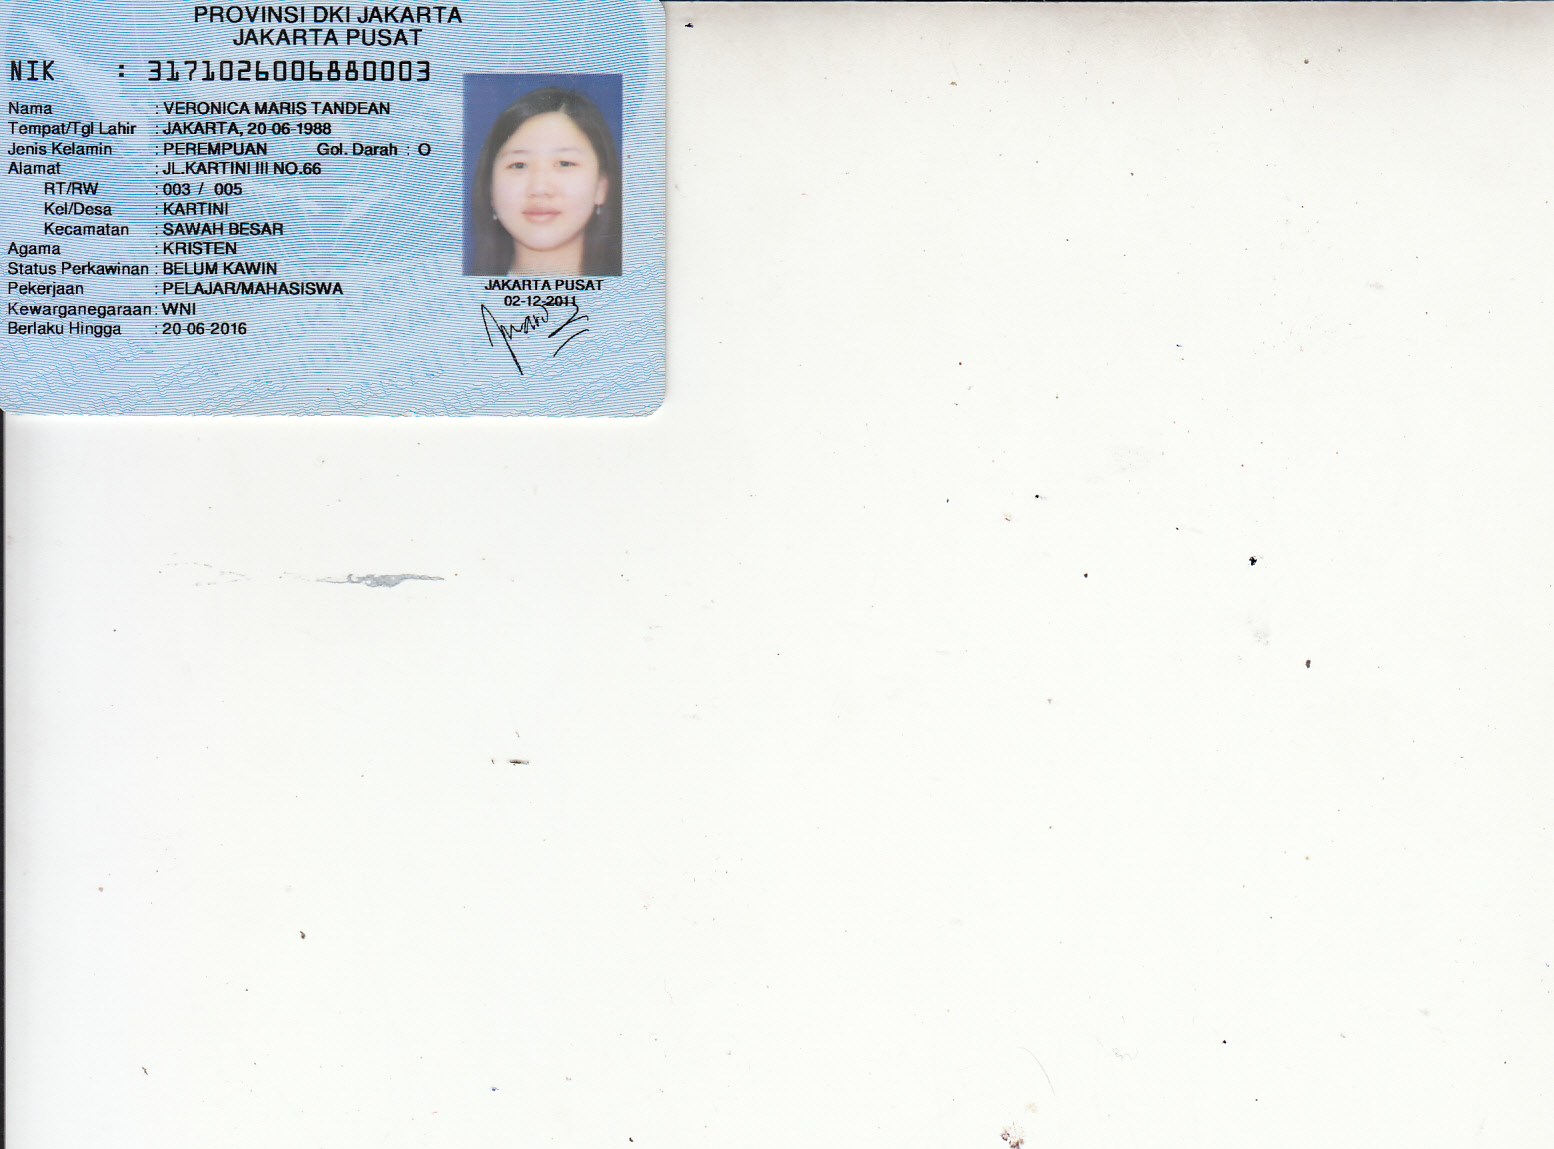 PROVINSI DKI JAKARTA
JAKARTA PUSAT
NIK : 3171026006880003
Nama : VERONICA MARIS TANDEAN
Tempat/Tgl Lahir : JAKARTA, 20-06-1988
Jenis Kelamin : PEREMPUAN Gol. Darah : O
Alamat : JL.KARTINI III NO.66
RT/RW : 003 / 005
Kel/Desa : KARTINI
Kecamatan : SAWAH BESAR
Agama : KRISTEN
Status Perkawinan : BELUM KAWIN
Pekerjaan : PELAJAR/MAHASISWA
Kewarganegaraan : WNI
Berlaku Hingga : 20-06-2016
JAKARTA PUSAT
02-12-2011